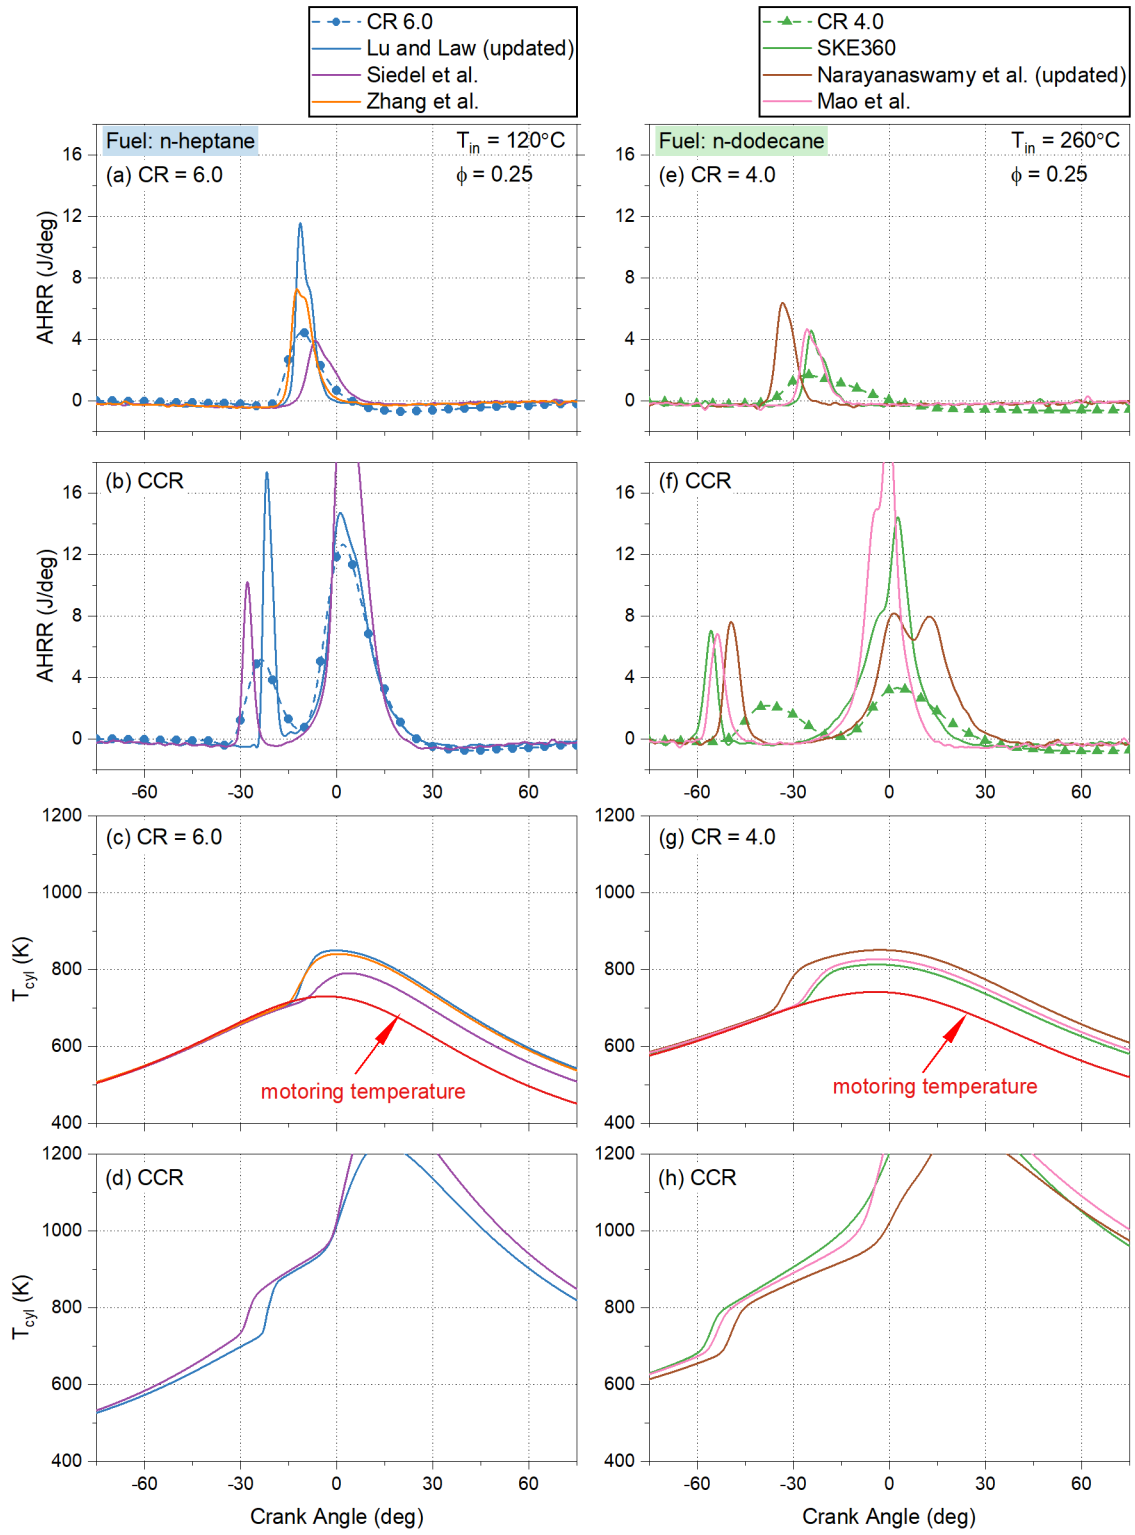 CR 6.0
Lu and Law (updated)
Siedel et al.
Zhang et al.
CR 4.0
SKE360
Narayanaswamy et al. (updated)
Mao et al.
Fuel: n-heptane
T_in = 120°C
(a) CR = 6.0
ϕ = 0.25
16
12
8
4
0
AHRR (J/deg)
Fuel: n-dodecane
T_in = 260°C
(e) CR = 4.0
ϕ = 0.25
16
12
8
4
0
AHRR (J/deg)
(b) CCR
16
12
8
4
0
AHRR (J/deg)
-60 -30 0 30 60
(f) CCR
16
12
8
4
0
AHRR (J/deg)
-60 -30 0 30 60
(c) CR = 6.0
1200
1000
800
600
400
T_cyl (K)
motoring temperature
(g) CR = 4.0
1200
1000
800
600
400
T_cyl (K)
motoring temperature
(d) CCR
1200
1000
800
600
400
T_cyl (K)
-60 -30 0 30 60
Crank Angle (deg)
(h) CCR
1200
1000
800
600
400
T_cyl (K)
-60 -30 0 30 60
Crank Angle (deg)